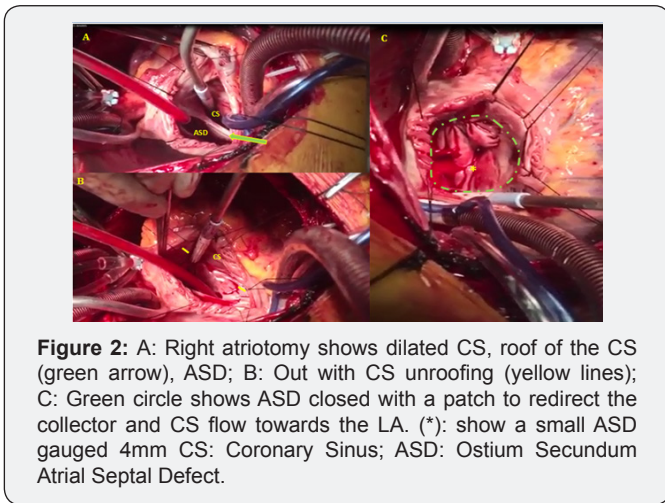 A
C
CS
ASD
B
CS
*
Figure 2: A: Right atriotomy shows dilated CS, roof of the CS
(green arrow), ASD; B: Out with CS unroofing (yellow lines);
C: Green circle shows ASD closed with a patch to redirect the
collector and CS flow towards the LA. (*): show a small ASD
gauged 4mm CS: Coronary Sinus; ASD: Ostium Secundum
Atrial Septal Defect.